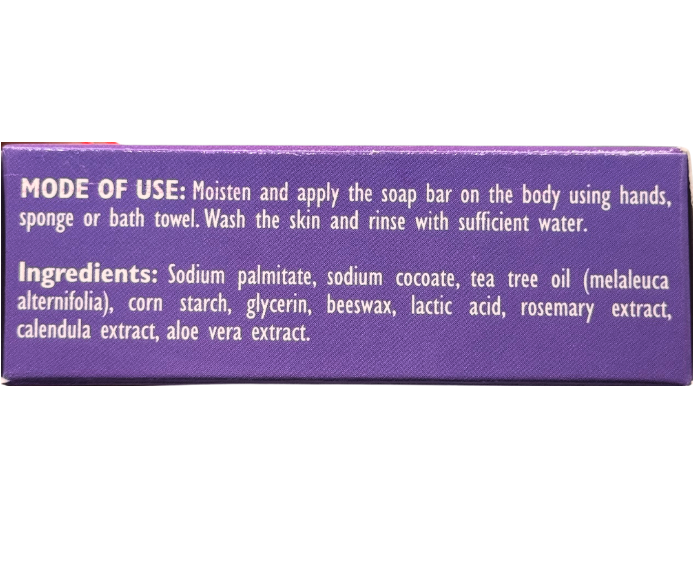 MODE OF USE: Moisten and apply the soap bar on the body using hands,
sponge or bath towel. Wash the skin and rinse with sufficient water.
Ingredients: Sodium palmitate, sodium cocoate, tea tree oil (melaleuca
alternifolia), corn starch, glycerin, beeswax, lactic acid, rosemary extract,
calendula extract, aloe vera extract.